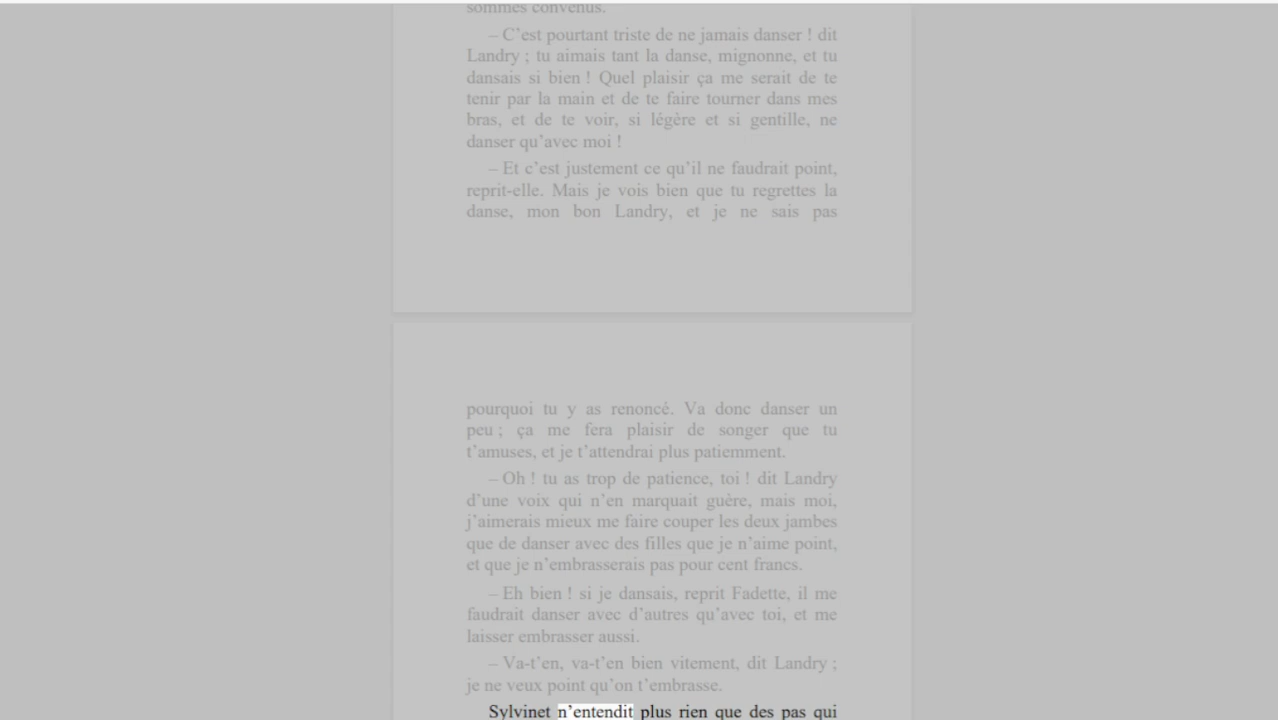 sommes convenus.
– C’est pourtant triste de ne jamais danser ! dit
Landry ; tu aimais tant la danse, mignonne, et tu
dansais si bien ! Quel plaisir ça me serait de te
tenir par la main et de te faire tourner dans mes
bras, et de te voir, si légère et si gentille, ne
danser qu’avec moi !
– Et c’est justement ce qu’il ne faudrait point,
reprit-elle. Mais je vois bien que tu regrettes la
danse, mon bon Landry, et je ne sais pas
pourquoi tu y as renoncé. Va donc danser un
peu ; ça me fera plaisir de songer que tu
t’amuses, et je t’attendrai plus patiemment.
– Oh ! tu as trop de patience, toi ! dit Landry
d’une voix qui n’en marquait guère, mais moi,
j’aimerais mieux me faire couper les deux jambes
que de danser avec des filles que je n’aime point,
et que je n’embrasserais pas pour cent francs.
– Eh bien ! si je dansais, reprit Fadette, il me
faudrait danser avec d’autres qu’avec toi, et me
laisser embrasser aussi.
– Va-t’en, va-t’en bien vitement, dit Landry ;
je ne veux point qu’on t’embrasse.
Sylvinet n’entendit plus rien que des pas qui